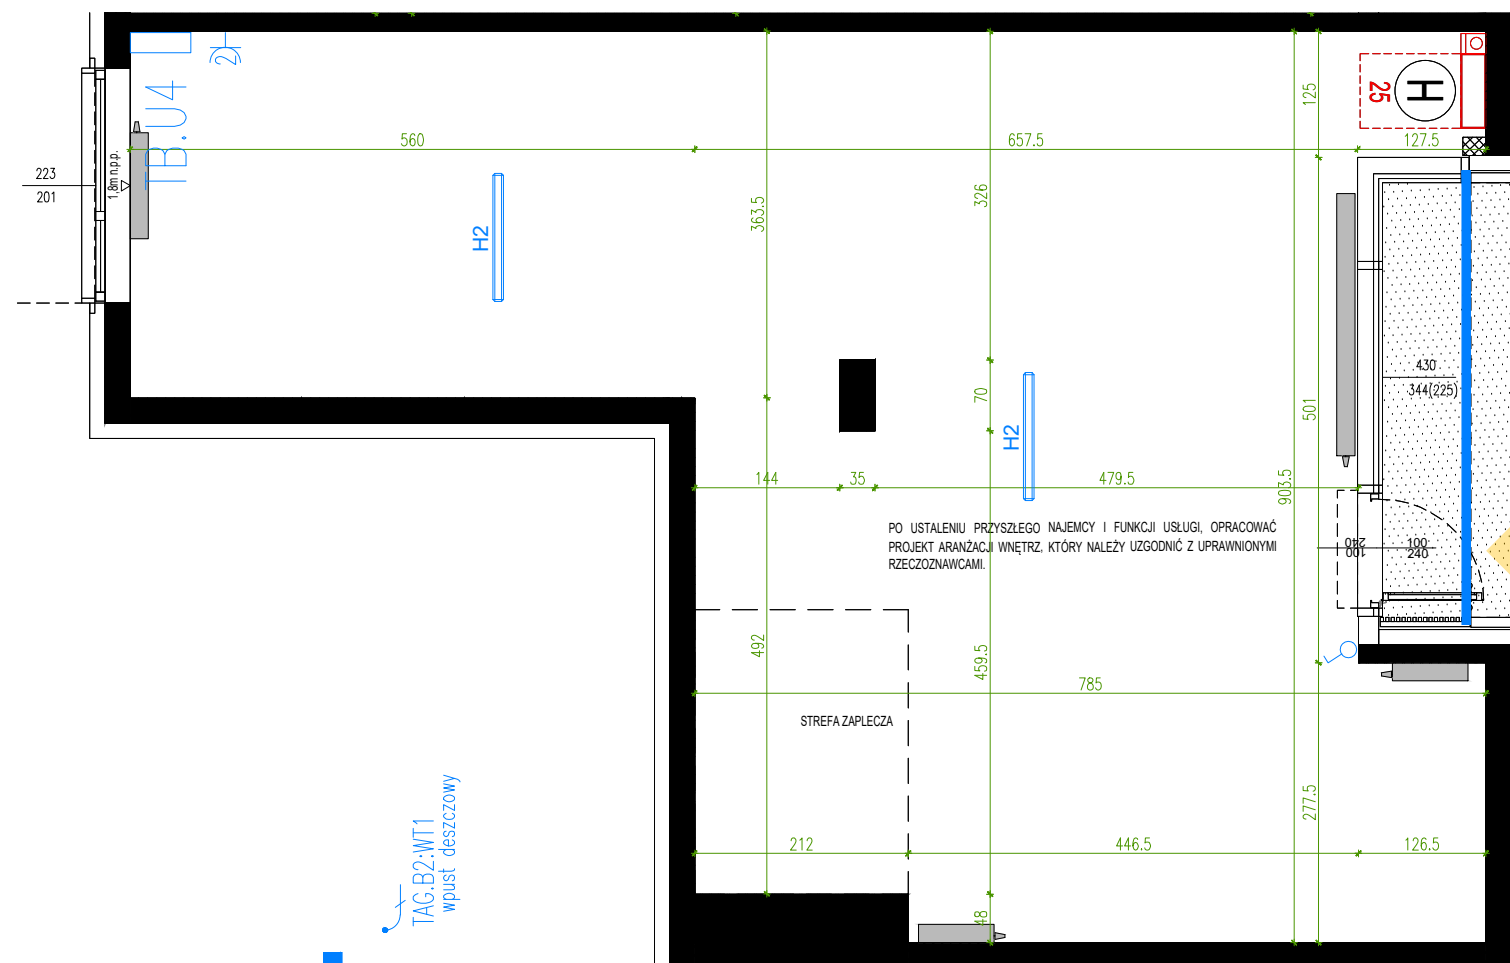 2
B.U4
H
25
125
560
657.5
127.5
1,8m n.p.p.
223
201
363.5
326
H2
430
344(225)
70
501
H2
144
35
479.5
903.5
PO USTALENIU PRZYSZŁEGO NAJEMCY I FUNKCJI USŁUGI, OPRACOWAĆ
PROJEKT ARANŻACJI WNĘTRZ, KTÓRY NALEŻY UZGODNIĆ Z UPRAWNIONYMI
RZECZOZNAWCAMI.
100
240
100
240
492
459.5
785
STREFA ZAPLECZA
277.5
212
446.5
126.5
TAG.B2:WT1
wpust deszczowy
48